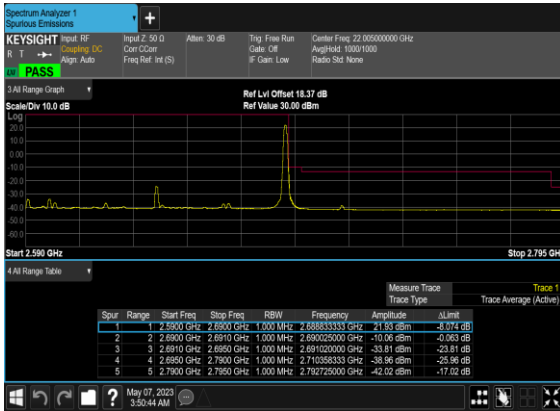 Spectrum Analyzer 1
Spurious Emissions
+
KEYSIGHT Input: RF Input Z: 50 Ω Atten: 30 dB Trig: Free Run Center Freq: 22.005000000 GHz
R T Coupling: DC Corr CCorr Gate: Off Avg|Hold: 1000/1000
Align: Auto Freq Ref: Int (S) IF Gain: Low Radio Std: None
LXI PASS
3 All Range Graph Ref Lvl Offset 18.37 dB
Scale/Div 10.0 dB Ref Value 30.00 dBm
Log
20.0
10.0
0.00
-10.0
-20.0
-30.0
-40.0
-50.0
-60.0
Start 2.590 GHz Stop 2.795 GH
4 All Range Table
Measure Trace Trace 1
Trace Type Trace Average (Active)
Spur Range Start Freq Stop Freq RBW Frequency Amplitude ΔLimit
1 1 2.5900 GHz 2.6900 GHz 1.000 MHz 2.688833333 GHz 21.93 dBm -8.074 dB
2 2 2.6900 GHz 2.6910 GHz 1.000 MHz 2.690025000 GHz -10.06 dBm -0.063 dB
3 3 2.6910 GHz 2.6950 GHz 1.000 MHz 2.691020000 GHz -33.81 dBm -23.81 dB
4 4 2.6950 GHz 2.7900 GHz 1.000 MHz 2.710358333 GHz -38.96 dBm -25.96 dB
5 5 2.7900 GHz 2.7950 GHz 1.000 MHz 2.792725000 GHz -42.02 dBm -17.02 dB
? May 07, 2023
3:50:44 AM